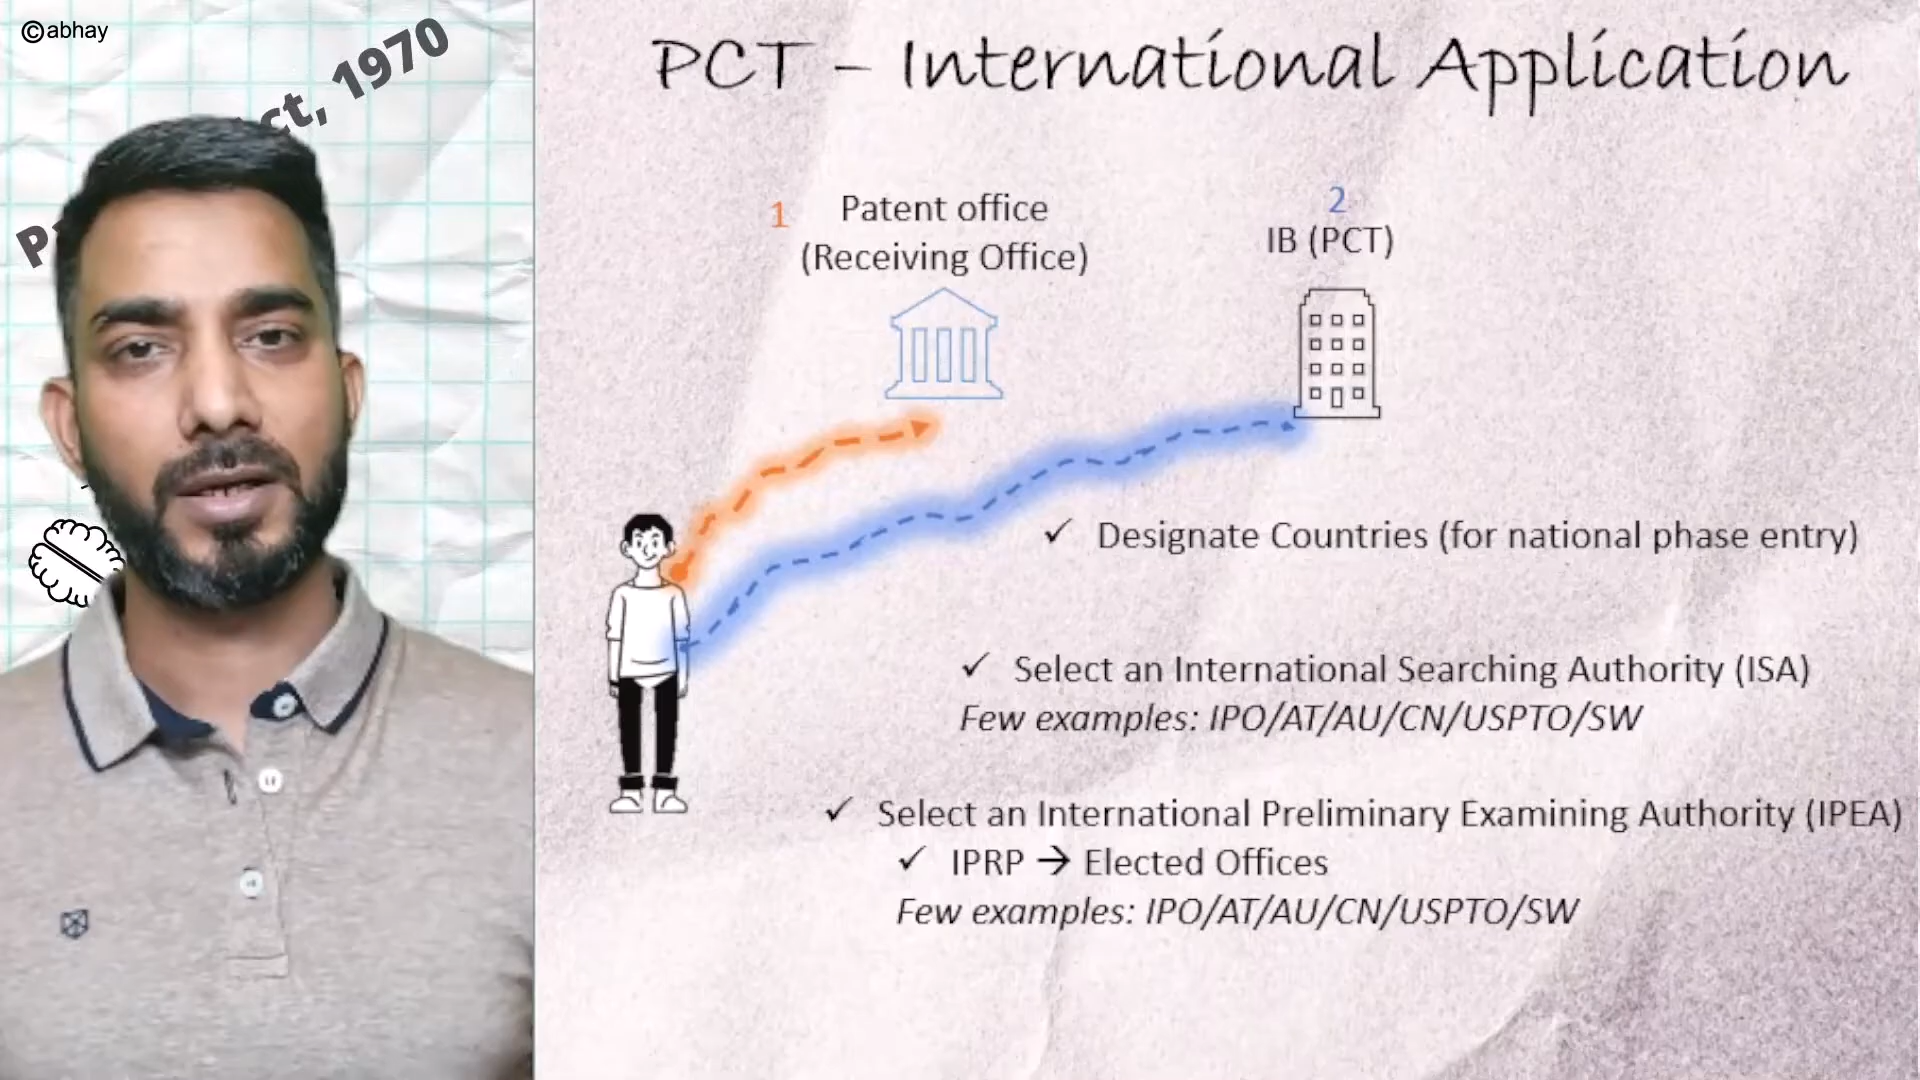 ©abhay
ct, 1970
P
PCT – International Application
1
Patent office
(Receiving Office)
2
IB (PCT)
✓ Designate Countries (for national phase entry)
✓ Select an International Searching Authority (ISA)
Few examples: IPO/AT/AU/CN/USPTO/SW
✓ Select an International Preliminary Examining Authority (IPEA)
✓ IPRP → Elected Offices
Few examples: IPO/AT/AU/CN/USPTO/SW